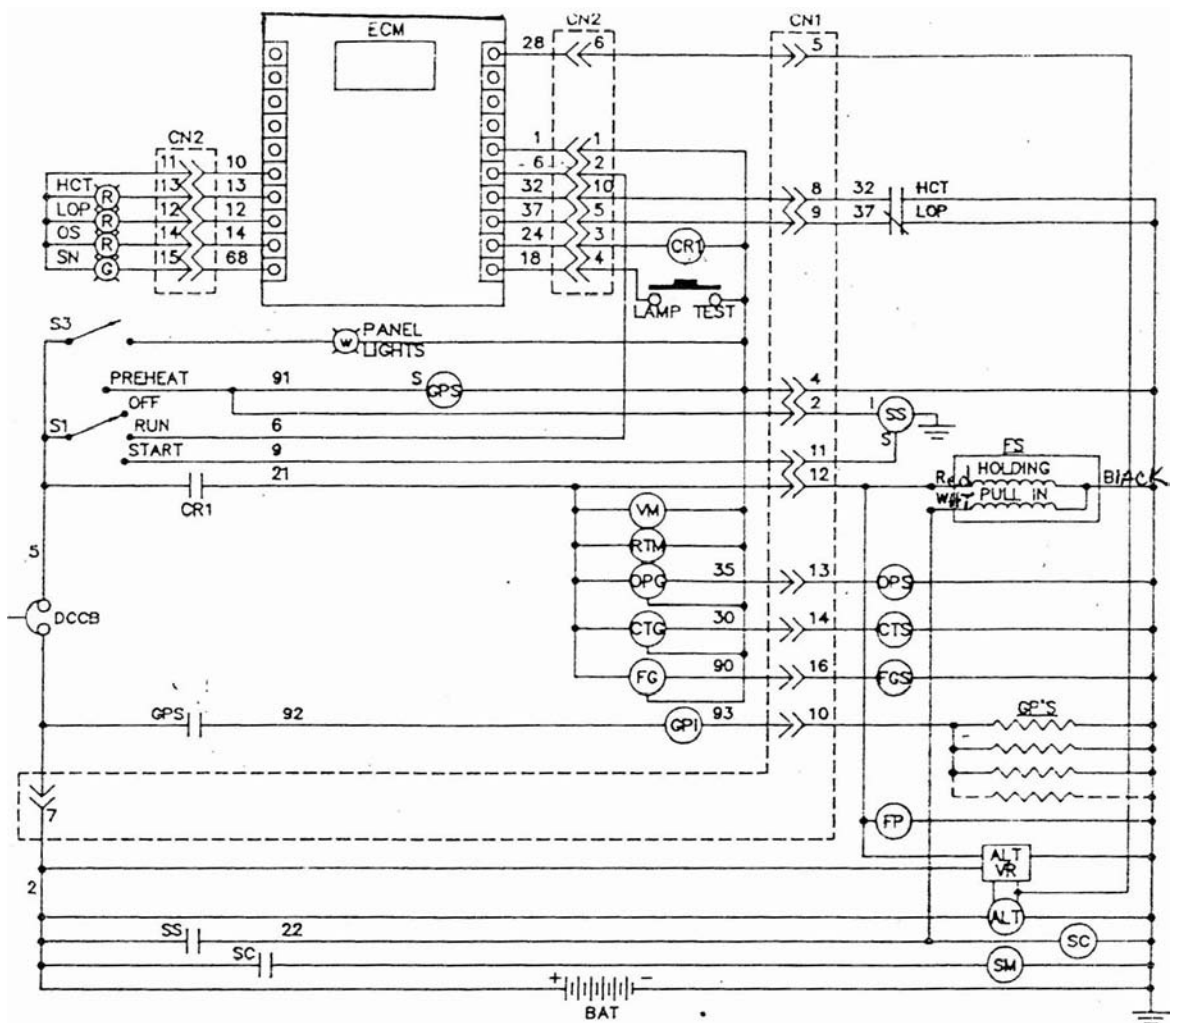 ECM
CN2
CN1
28
6
5
1
1
6
2
32
10
8
32
HCT
37
5
9
37
LOP
24
3
CR1
18
4
LAMP TEST
CN2
11
10
HCT
R
13
13
LOP
R
12
12
OS
R
14
14
SN
G
15
68
S3
W
PANEL
LIGHTS
PREHEAT
91
S
GPS
4
OFF
2
1
SS
S1
RUN
6
S
START
9
11
21
12
CR1
FS
HOLDING
PULL IN
Red
BlACK
VM
RTM
5
OPG
35
13
OPS
DCCB
CTG
30
14
CTS
FG
90
16
FGS
GPS
92
GPI
93
10
GP'S
7
FP
ALT
VR
2
ALT
SS
22
SC
SC
SM
+
-
BAT